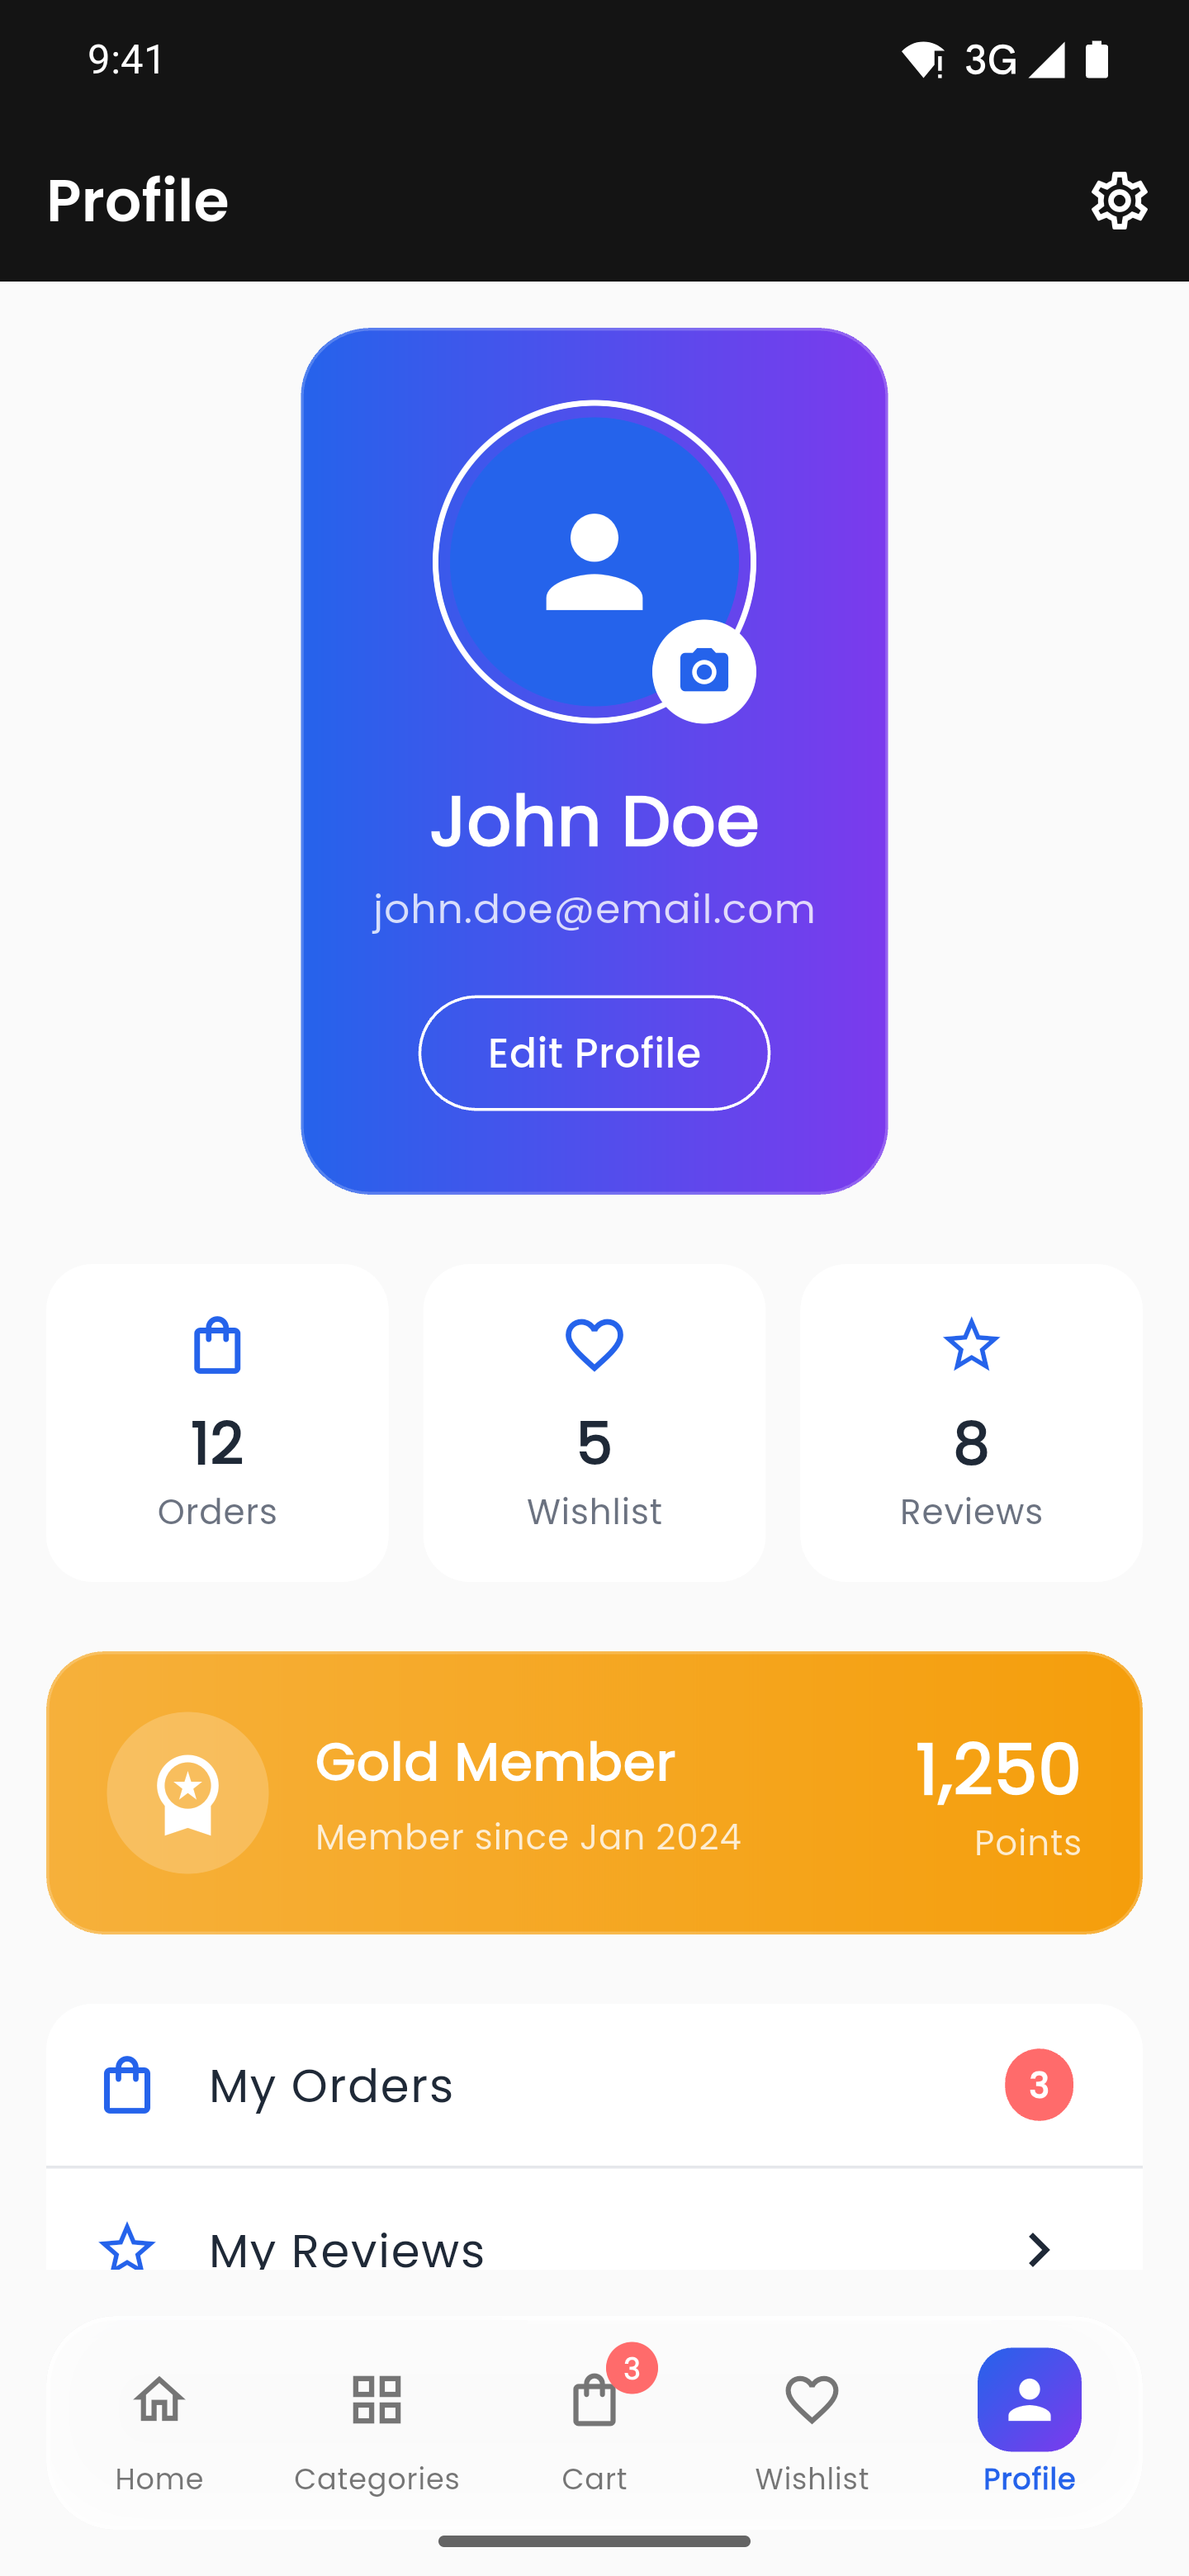 9:41
3G
Profile
John Doe
john.doe@email.com
Edit Profile
12
Orders
5
Wishlist
8
Reviews
Gold Member
Member since Jan 2024
1,250
Points
My Orders
3
My Reviews
3
Home
Categories
Cart
Wishlist
Profile